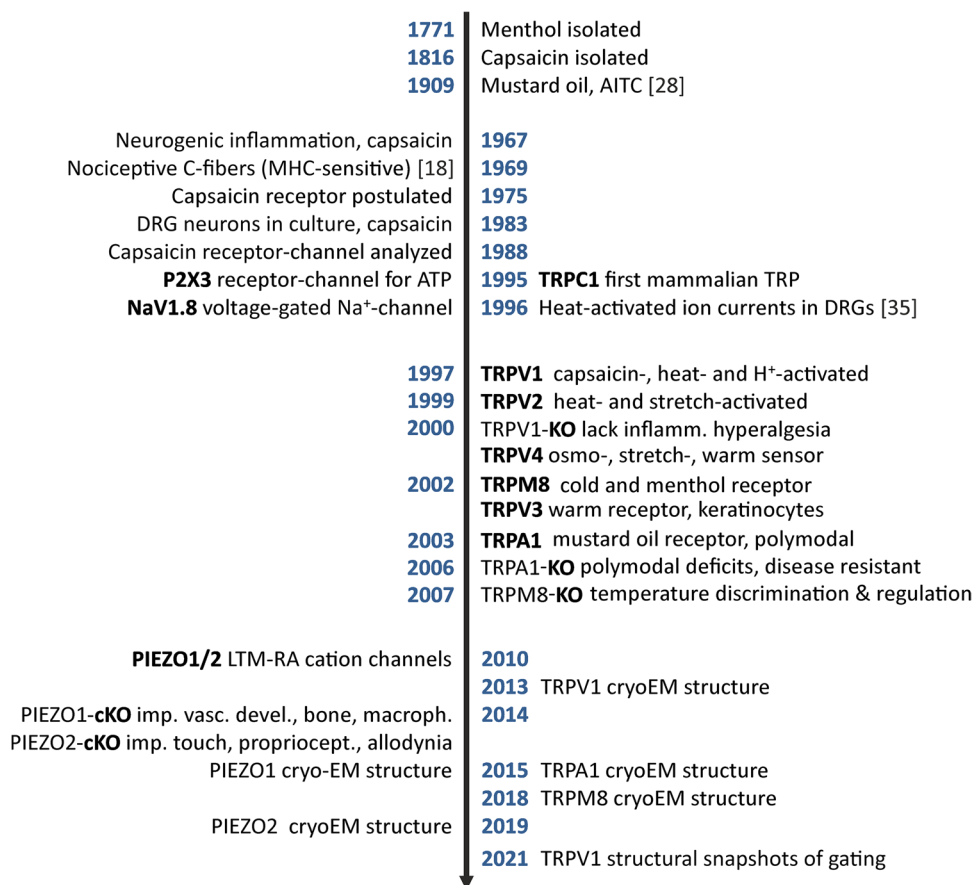 1771 Menthol isolated
1816 Capsaicin isolated
1909 Mustard oil, AITC [28]
Neurogenic inflammation, capsaicin 1967
Nociceptive C-fibers (MHC-sensitive) [18] 1969
Capsaicin receptor postulated 1975
DRG neurons in culture, capsaicin 1983
Capsaicin receptor-channel analyzed 1988
P2X3 receptor-channel for ATP 1995 TRPC1 first mammalian TRP
NaV1.8 voltage-gated Na⁺-channel 1996 Heat-activated ion currents in DRGs [35]
1997 TRPV1 capsaicin-, heat- and H⁺-activated
1999 TRPV2 heat- and stretch-activated
2000 TRPV1-KO lack inflamm. hyperalgesia
TRPV4 osmo-, stretch-, warm sensor
2002 TRPM8 cold and menthol receptor
TRPV3 warm receptor, keratinocytes
2003 TRPA1 mustard oil receptor, polymodal
2006 TRPA1-KO polymodal deficits, disease resistant
2007 TRPM8-KO temperature discrimination & regulation
PIEZO1/2 LTM-RA cation channels 2010
2013 TRPV1 cryoEM structure
PIEZO1-cKO imp. vasc. devel., bone, macroph. 2014
PIEZO2-cKO imp. touch, propriocept., allodynia
PIEZO1 cryo-EM structure 2015 TRPA1 cryoEM structure
2018 TRPM8 cryoEM structure
PIEZO2 cryoEM structure 2019
2021 TRPV1 structural snapshots of gating